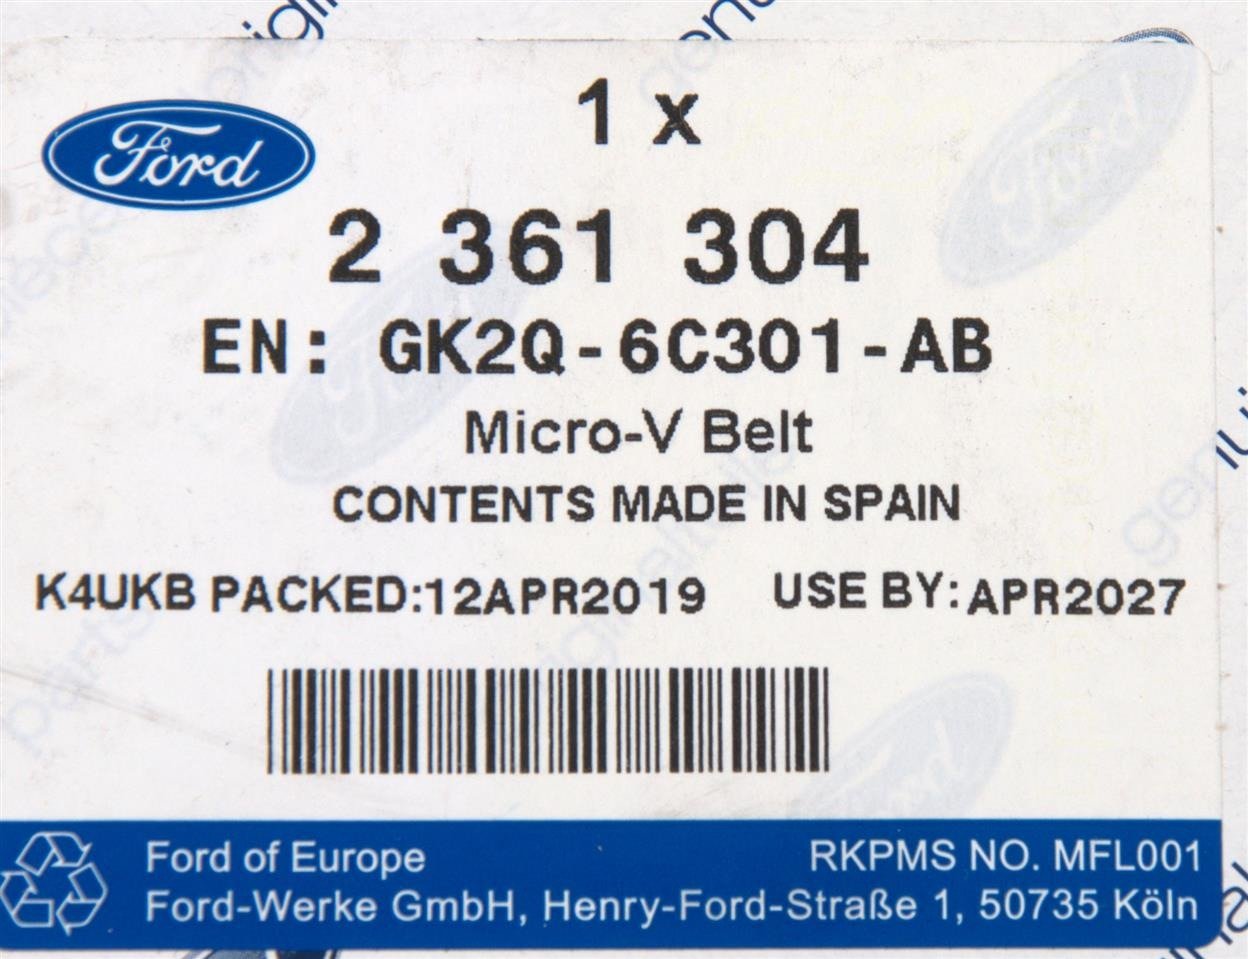 Ford
1 x
2 361 304
EN: GK2Q-6C301-AB
Micro-V Belt
CONTENTS MADE IN SPAIN
K4UKB PACKED:12APR2019 USE BY:APR2027
Ford of Europe
RKPMS NO. MFL001
Ford-Werke GmbH, Henry-Ford-Straße 1, 50735 Köln